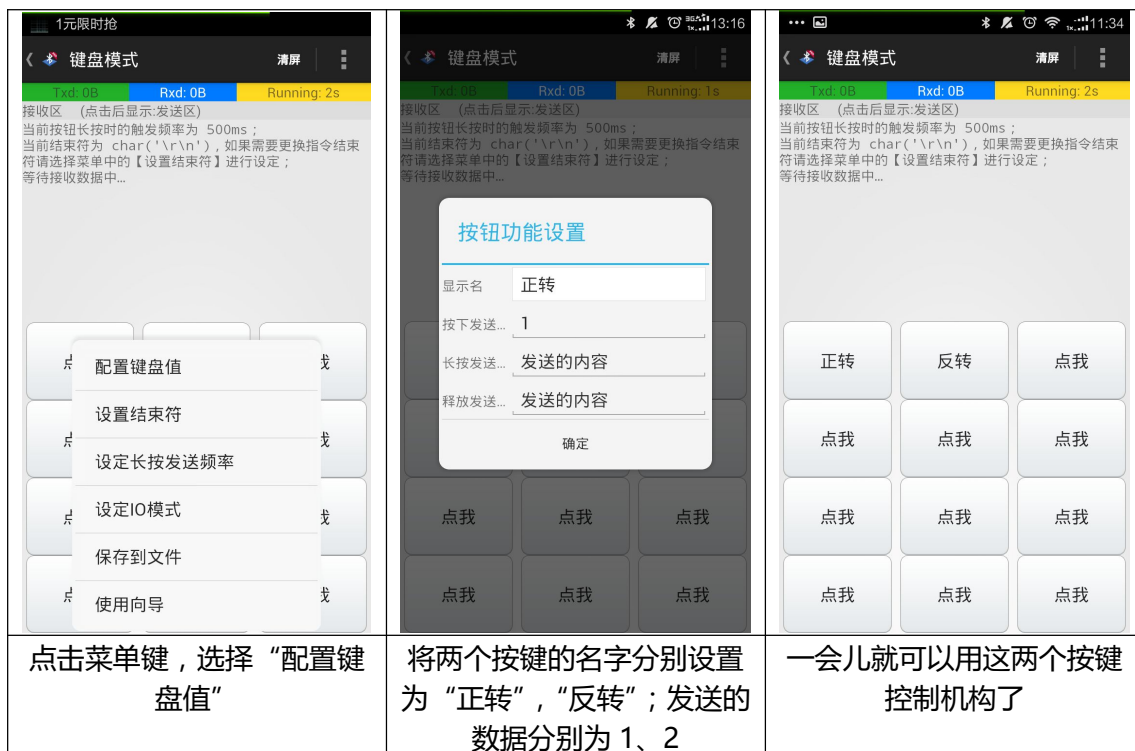 1元限时抢
键盘模式
清屏
Txd: 0B
Rxd: 0B
Running: 2s
接收区 (点击后显示:发送区)
当前按钮长按时的触发频率为 500ms；
当前结束符为 char('\r\n')，如果需要更换指令结束
符请选择菜单中的【设置结束符】进行设定；
等待接收数据中…
点
我
配置键盘值
设置结束符
点
我
设定长按发送频率
设定IO模式
点
我
保存到文件
使用向导
点
我
点击菜单键，选择“配置键
盘值”
13:16
键盘模式
清屏
Txd: 0B
Rxd: 0B
Running: 1s
接收区 (点击后显示:发送区)
当前按钮长按时的触发频率为 500ms；
当前结束符为 char('\r\n')，如果需要更换指令结束
符请选择菜单中的【设置结束符】进行设定；
等待接收数据中…
按钮功能设置
显示名 正转
按下发送… 1
长按发送… 发送的内容
释放发送… 发送的内容
确定
点我 点我 点我
点我 点我 点我
将两个按键的名字分别设置
为“正转”,“反转”；发送的
数据分别为 1、2
11:34
键盘模式
清屏
Txd: 0B
Rxd: 0B
Running: 2s
接收区 (点击后显示:发送区)
当前按钮长按时的触发频率为 500ms；
当前结束符为 char('\r\n')，如果需要更换指令结束
符请选择菜单中的【设置结束符】进行设定；
等待接收数据中…
正转 反转 点我
点我 点我 点我
点我 点我 点我
点我 点我 点我
一会儿就可以用这两个按键
控制机构了